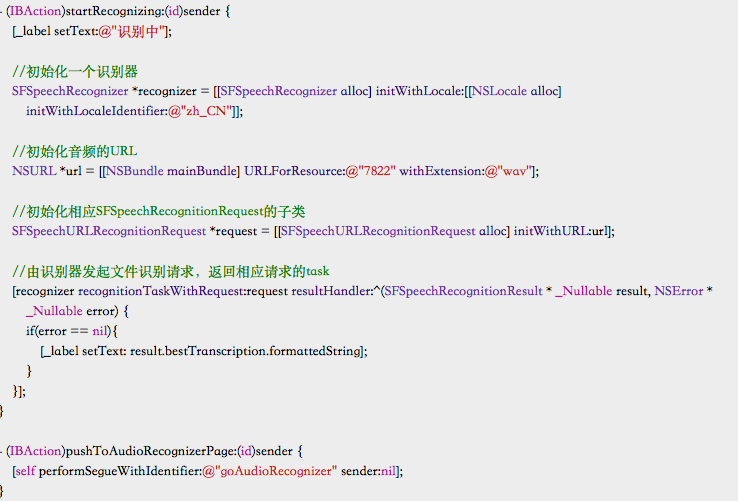 - (IBAction)startRecognizing:(id)sender {
[_label setText:@"识别中"];
//初始化一个识别器
SFSpeechRecognizer *recognizer = [[SFSpeechRecognizer alloc] initWithLocale:[[NSLocale alloc]
initWithLocaleIdentifier:@"zh_CN"]];
//初始化音频的URL
NSURL *url = [[NSBundle mainBundle] URLForResource:@"7822" withExtension:@"wav"];
//初始化相应SFSpeechRecognitionRequest的子类
SFSpeechURLRecognitionRequest *request = [[SFSpeechURLRecognitionRequest alloc] initWithURL:url];
//由识别器发起文件识别请求，返回相应请求的task
[recognizer recognitionTaskWithRequest:request resultHandler:^(SFSpeechRecognitionResult * _Nullable result, NSError *
_Nullable error) {
if(error == nil){
[_label setText: result.bestTranscription.formattedString];
}
}];
}
- (IBAction)pushToAudioRecognizerPage:(id)sender {
[self performSegueWithIdentifier:@"goAudioRecognizer" sender:nil];
}